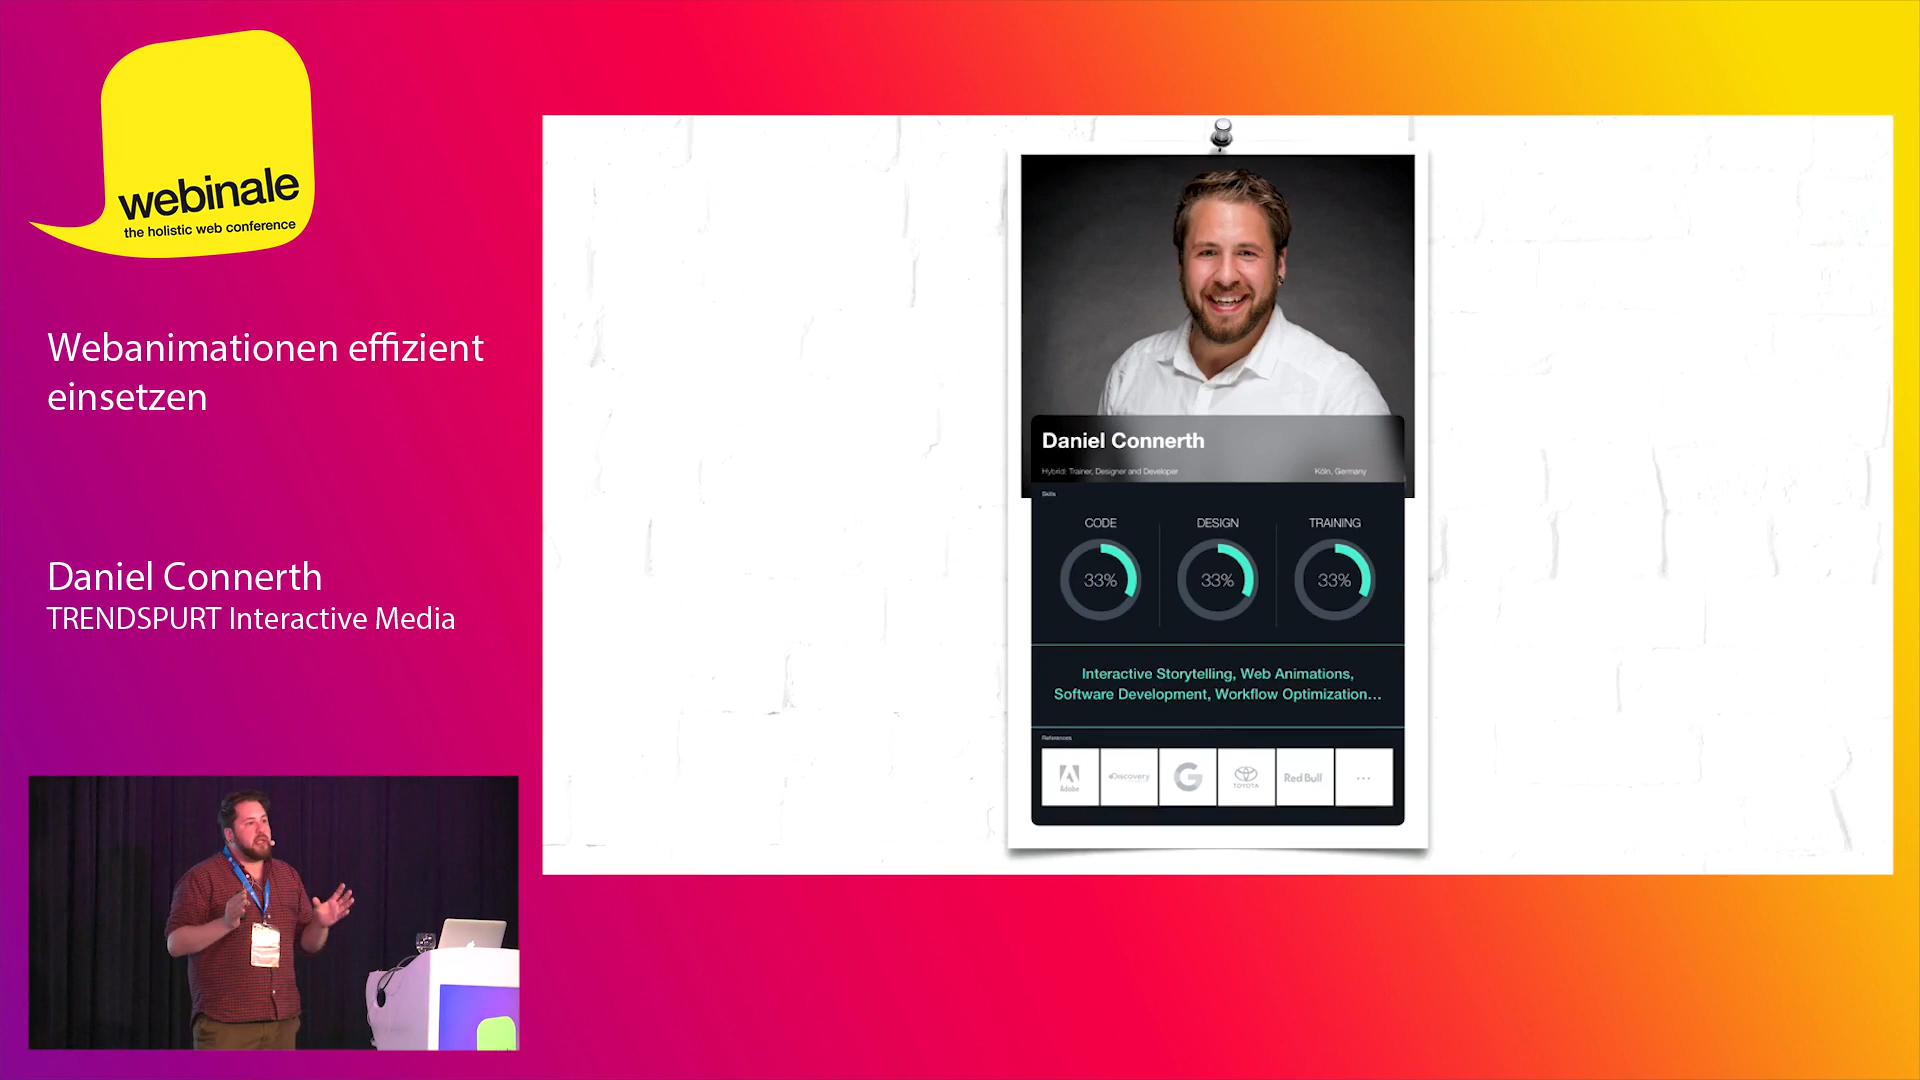 webinale
the holistic web conference
Webanimationen effizient
einsetzen
Daniel Connerth
TRENDSPURT Interactive Media
Daniel Connerth
Hybrid: Trainer, Designer and Developer
Köln, Germany
Skills
CODE
DESIGN
TRAINING
33%
33%
33%
Interactive Storytelling, Web Animations,
Software Development, Workflow Optimization...
References
Adobe
Discovery
G
TOYOTA
Red Bull
...